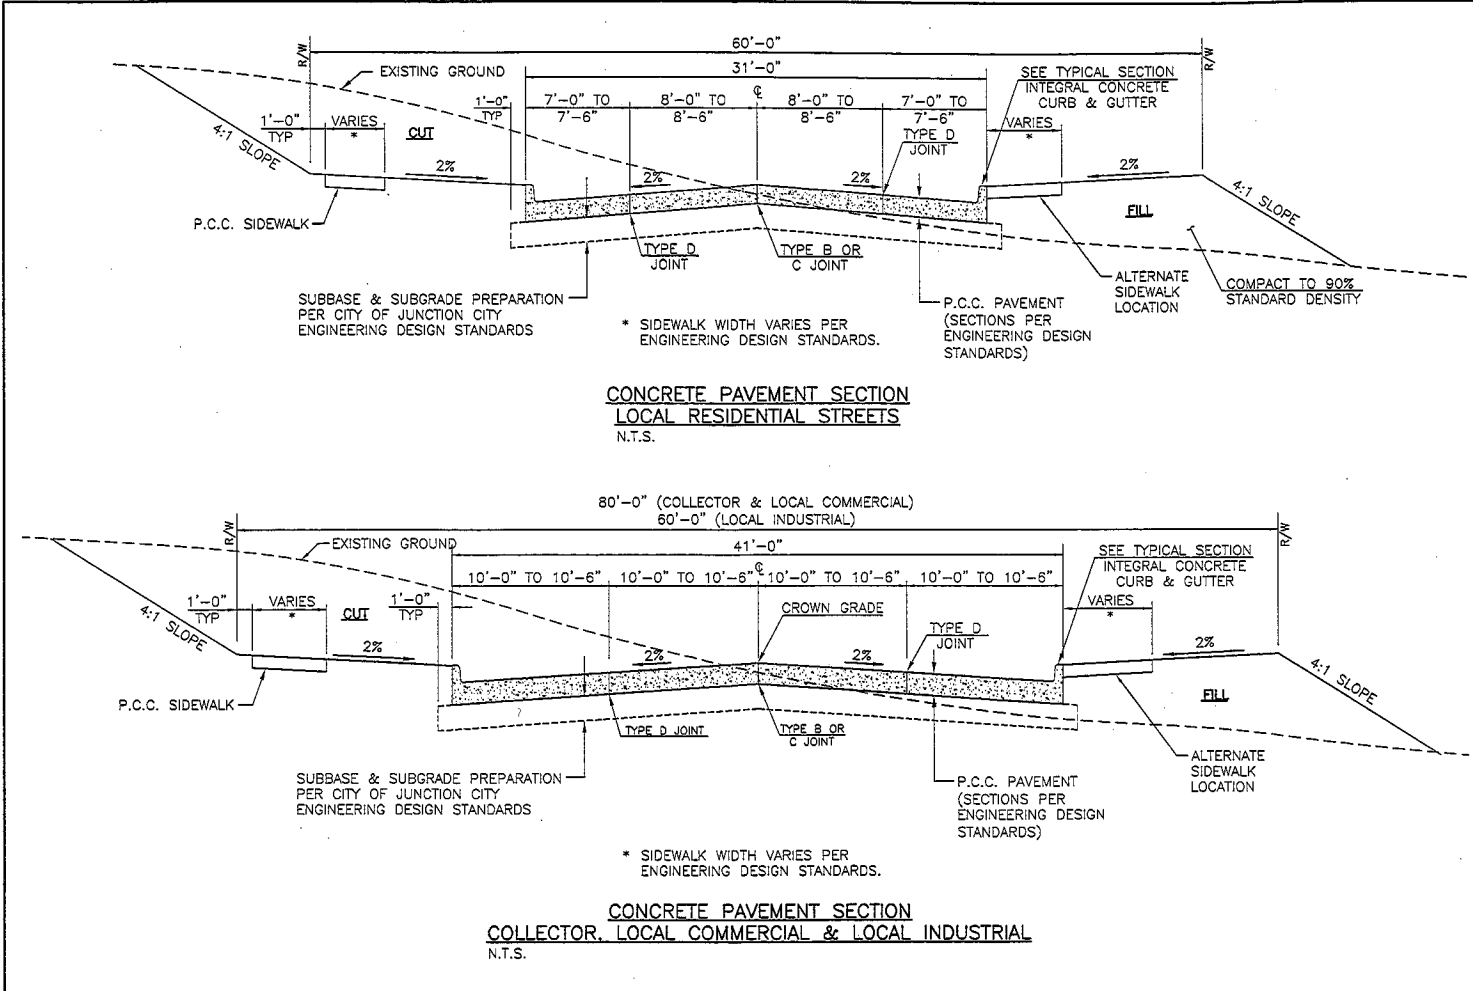 60'-0"
R/W
R/W
31'-0"
EXISTING GROUND
SEE TYPICAL SECTION
INTEGRAL CONCRETE
CURB & GUTTER
℄
1'-0"
TYP
7'-0" TO
7'-6"
8'-0" TO
8'-6"
8'-0" TO
8'-6"
7'-0" TO
7'-6"
1'-0"
TYP
VARIES
*
CUT
TYPE D
JOINT
VARIES
*
4:1 SLOPE
2%
2%
2%
2%
4:1 SLOPE
P.C.C. SIDEWALK
FILL
TYPE D
JOINT
TYPE B OR
C JOINT
ALTERNATE
SIDEWALK
LOCATION
COMPACT TO 90%
STANDARD DENSITY
SUBBASE & SUBGRADE PREPARATION
PER CITY OF JUNCTION CITY
ENGINEERING DESIGN STANDARDS
* SIDEWALK WIDTH VARIES PER
ENGINEERING DESIGN STANDARDS.
P.C.C. PAVEMENT
(SECTIONS PER
ENGINEERING DESIGN
STANDARDS)
CONCRETE PAVEMENT SECTION
LOCAL RESIDENTIAL STREETS
N.T.S.
80'-0" (COLLECTOR & LOCAL COMMERCIAL)
60'-0" (LOCAL INDUSTRIAL)
R/W
R/W
EXISTING GROUND
41'-0"
SEE TYPICAL SECTION
INTEGRAL CONCRETE
CURB & GUTTER
℄
10'-0" TO 10'-6"
10'-0" TO 10'-6"
10'-0" TO 10'-6"
10'-0" TO 10'-6"
1'-0"
TYP
VARIES
*
CUT
1'-0"
TYP
CROWN GRADE
TYPE D
JOINT
VARIES
*
4:1 SLOPE
2%
2%
2%
2%
4:1 SLOPE
P.C.C. SIDEWALK
FILL
TYPE D JOINT
TYPE B OR
C JOINT
ALTERNATE
SIDEWALK
LOCATION
SUBBASE & SUBGRADE PREPARATION
PER CITY OF JUNCTION CITY
ENGINEERING DESIGN STANDARDS
P.C.C. PAVEMENT
(SECTIONS PER
ENGINEERING DESIGN
STANDARDS)
* SIDEWALK WIDTH VARIES PER
ENGINEERING DESIGN STANDARDS.
CONCRETE PAVEMENT SECTION
COLLECTOR, LOCAL COMMERCIAL & LOCAL INDUSTRIAL
N.T.S.